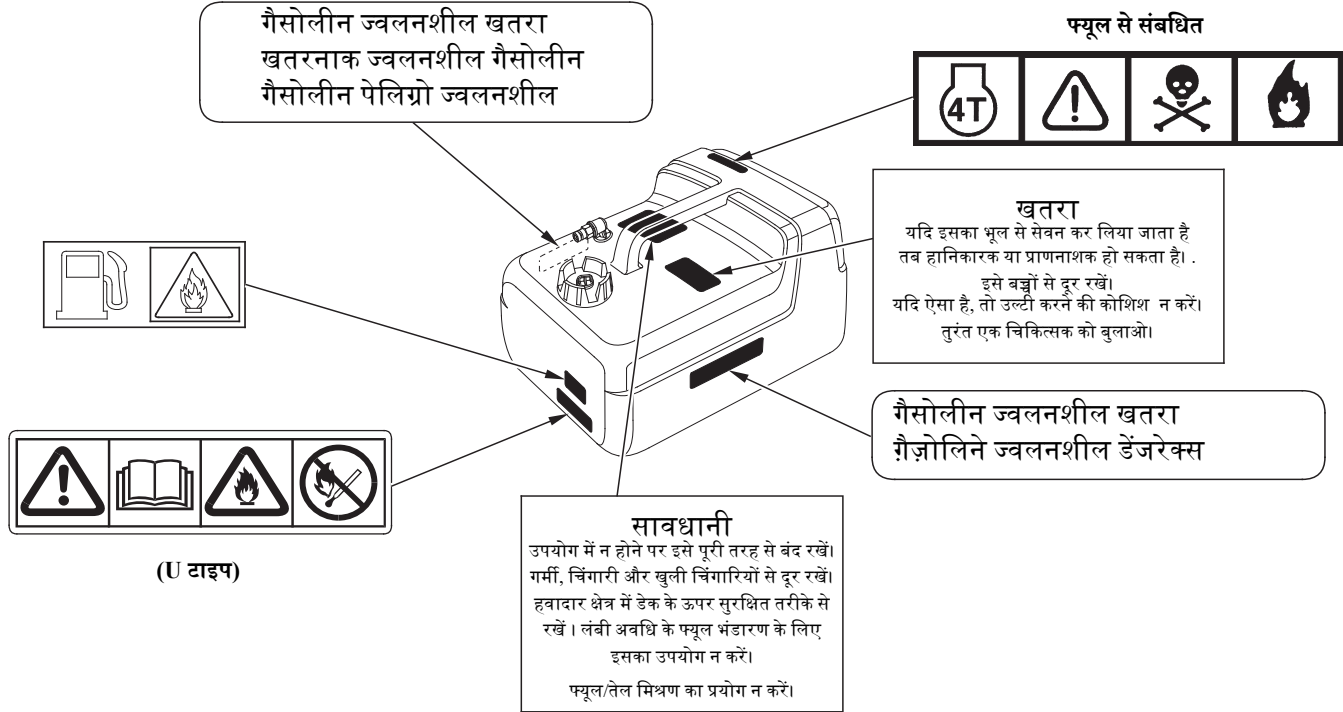 गैसोलीन ज्वलनशील खतरा
खतरनाक ज्वलनशील गैसोलीन
गैसोलीन पेलिग्रो ज्वलनशील
फ्यूल से संबधित
4T
खतरा
यदि इसका भूल से सेवन कर लिया जाता है
तब हानिकारक या प्राणनाशक हो सकता है। .
इसे बच्चों से दूर रखें।
यदि ऐसा है, तो उल्टी करने की कोशिश न करें।
तुरंत एक चिकित्सक को बुलाओ।
गैसोलीन ज्वलनशील खतरा
ग़ैज़ोलिने ज्वलनशील डेंजरेक्स
(U टाइप)
सावधानी
उपयोग में न होने पर इसे पूरी तरह से बंद रखें।
गर्मी, चिंगारी और खुली चिंगारियों से दूर रखें।
हवादार क्षेत्र में डेक के ऊपर सुरक्षित तरीके से
रखें । लंबी अवधि के फ्यूल भंडारण के लिए
इसका उपयोग न करें।
फ्यूल/तेल मिश्रण का प्रयोग न करें।